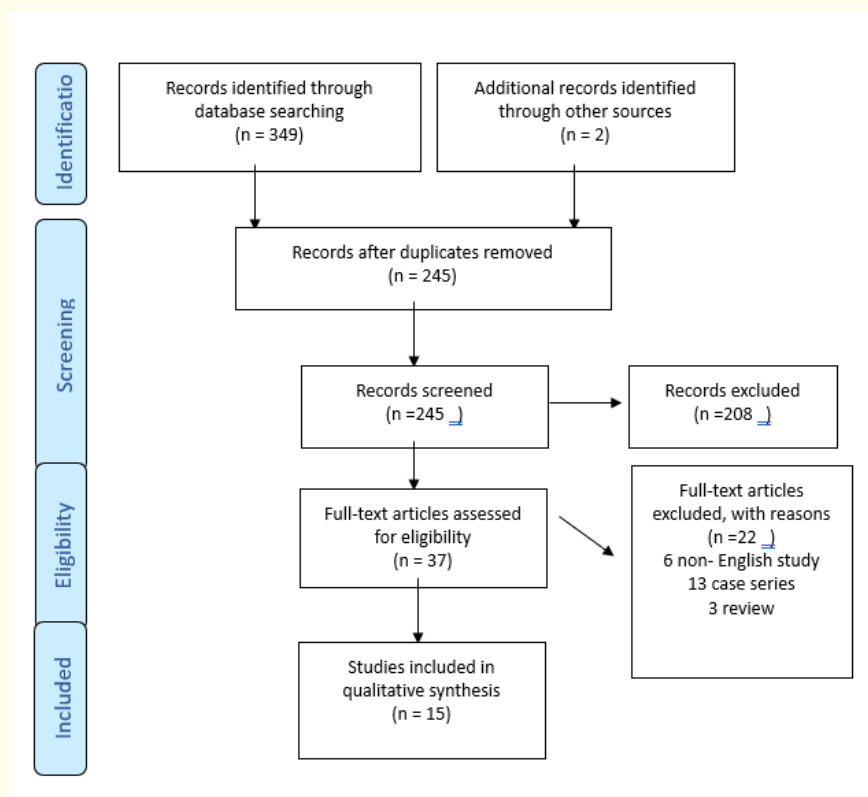 Identificatio
Records identified through
database searching
(n = 349)
Additional records identified
through other sources
(n = 2)
Screening
Records after duplicates removed
(n = 245)
Records screened
(n =245 )
Records excluded
(n =208 )
Eligibility
Full-text articles assessed
for eligibility
(n = 37)
Full-text articles
excluded, with reasons
(n =22 )
6 non- English study
13 case series
3 review
Included
Studies included in
qualitative synthesis
(n = 15)